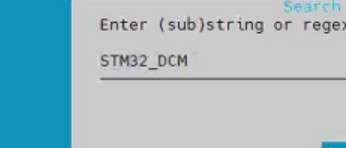 Search
Enter (sub)string or regex
STM32_DCM